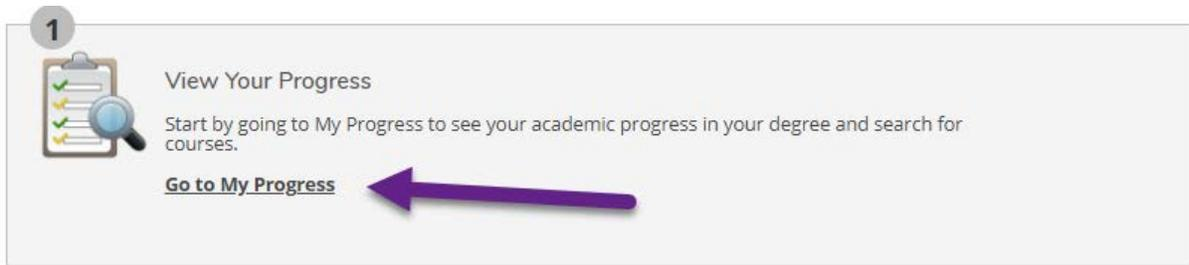 1
View Your Progress
Start by going to My Progress to see your academic progress in your degree and search for
courses.
Go to My Progress